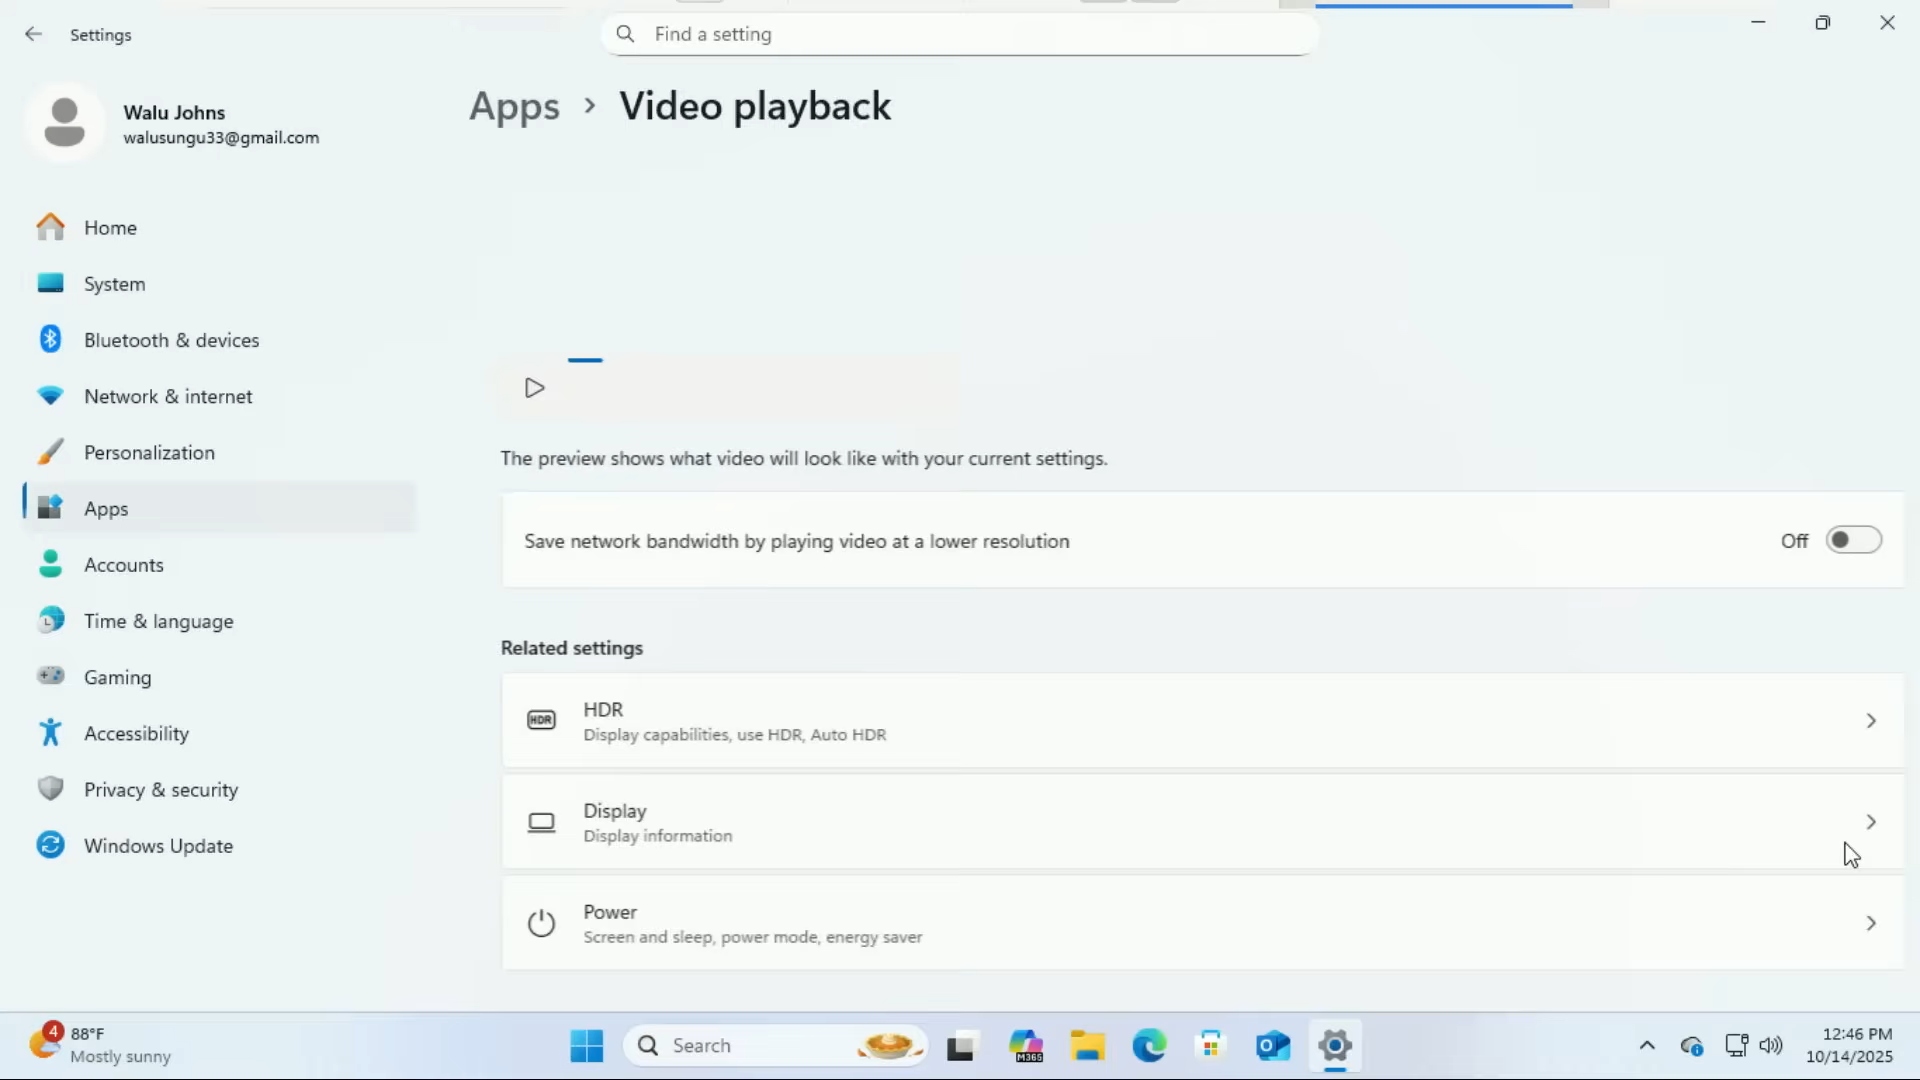 Settings
Find a setting
Walu Johns
walusungu33@gmail.com
Apps > Video playback
Home
System
Bluetooth & devices
Network & internet
Personalization
Apps
Accounts
Time & language
Gaming
Accessibility
Privacy & security
Windows Update
The preview shows what video will look like with your current settings.
Save network bandwidth by playing video at a lower resolution
Off
Related settings
HDR
HDR
Display capabilities, use HDR, Auto HDR
Display
Display information
Power
Screen and sleep, power mode, energy saver
4
88°F
Mostly sunny
Search
M365
12:46 PM
10/14/2025